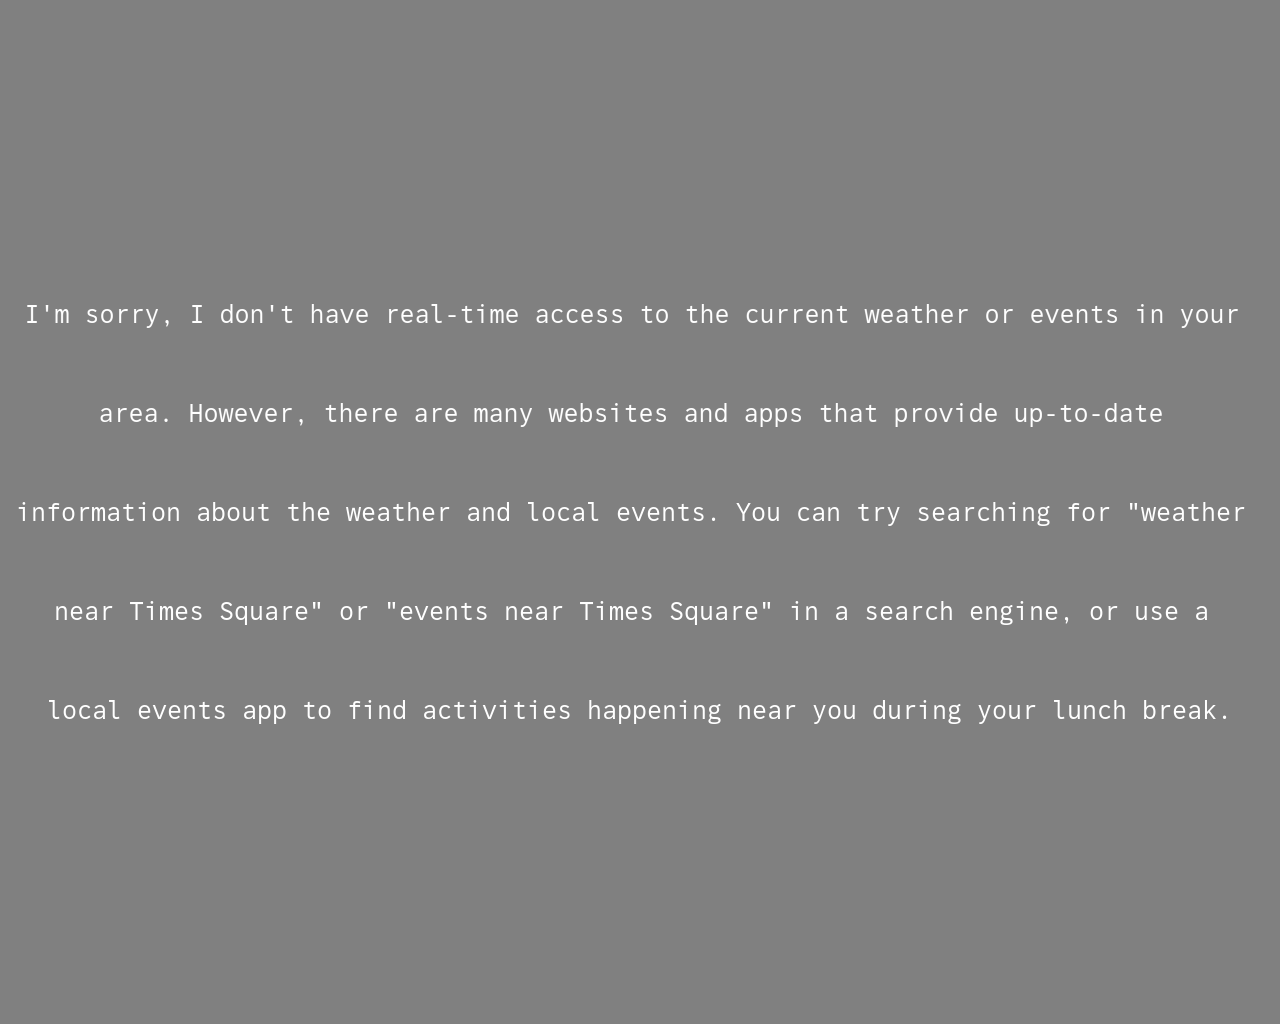 I'm sorry, I don't have real-time access to the current weather or events in your
area. However, there are many websites and apps that provide up-to-date
information about the weather and local events. You can try searching for "weather
near Times Square" or "events near Times Square" in a search engine, or use a
local events app to find activities happening near you during your lunch break.